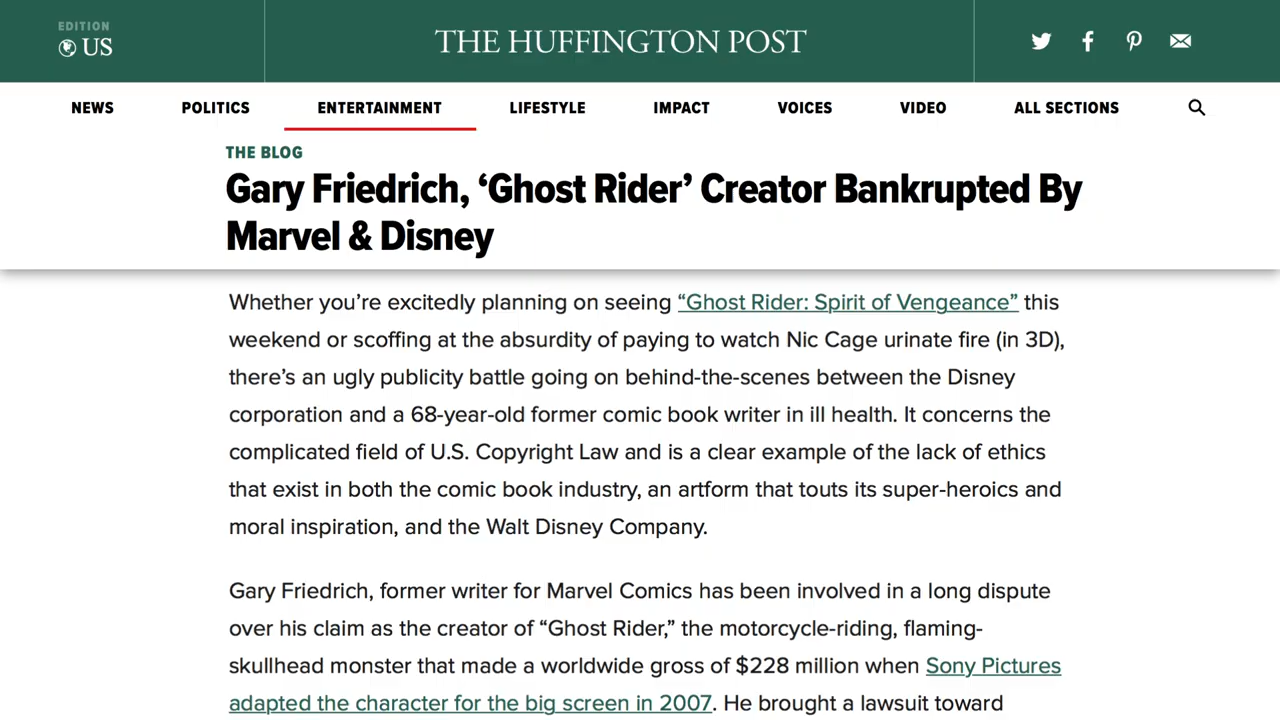 EDITION
US
THE HUFFINGTON POST
NEWS POLITICS ENTERTAINMENT LIFESTYLE IMPACT VOICES VIDEO ALL SECTIONS
THE BLOG
Gary Friedrich, ‘Ghost Rider’ Creator Bankrupted By
Marvel & Disney
Whether you’re excitedly planning on seeing “Ghost Rider: Spirit of Vengeance” this
weekend or scoffing at the absurdity of paying to watch Nic Cage urinate fire (in 3D),
there’s an ugly publicity battle going on behind-the-scenes between the Disney
corporation and a 68-year-old former comic book writer in ill health. It concerns the
complicated field of U.S. Copyright Law and is a clear example of the lack of ethics
that exist in both the comic book industry, an artform that touts its super-heroics and
moral inspiration, and the Walt Disney Company.
Gary Friedrich, former writer for Marvel Comics has been involved in a long dispute
over his claim as the creator of “Ghost Rider,” the motorcycle-riding, flaming-
skullhead monster that made a worldwide gross of $228 million when Sony Pictures
adapted the character for the big screen in 2007. He brought a lawsuit toward